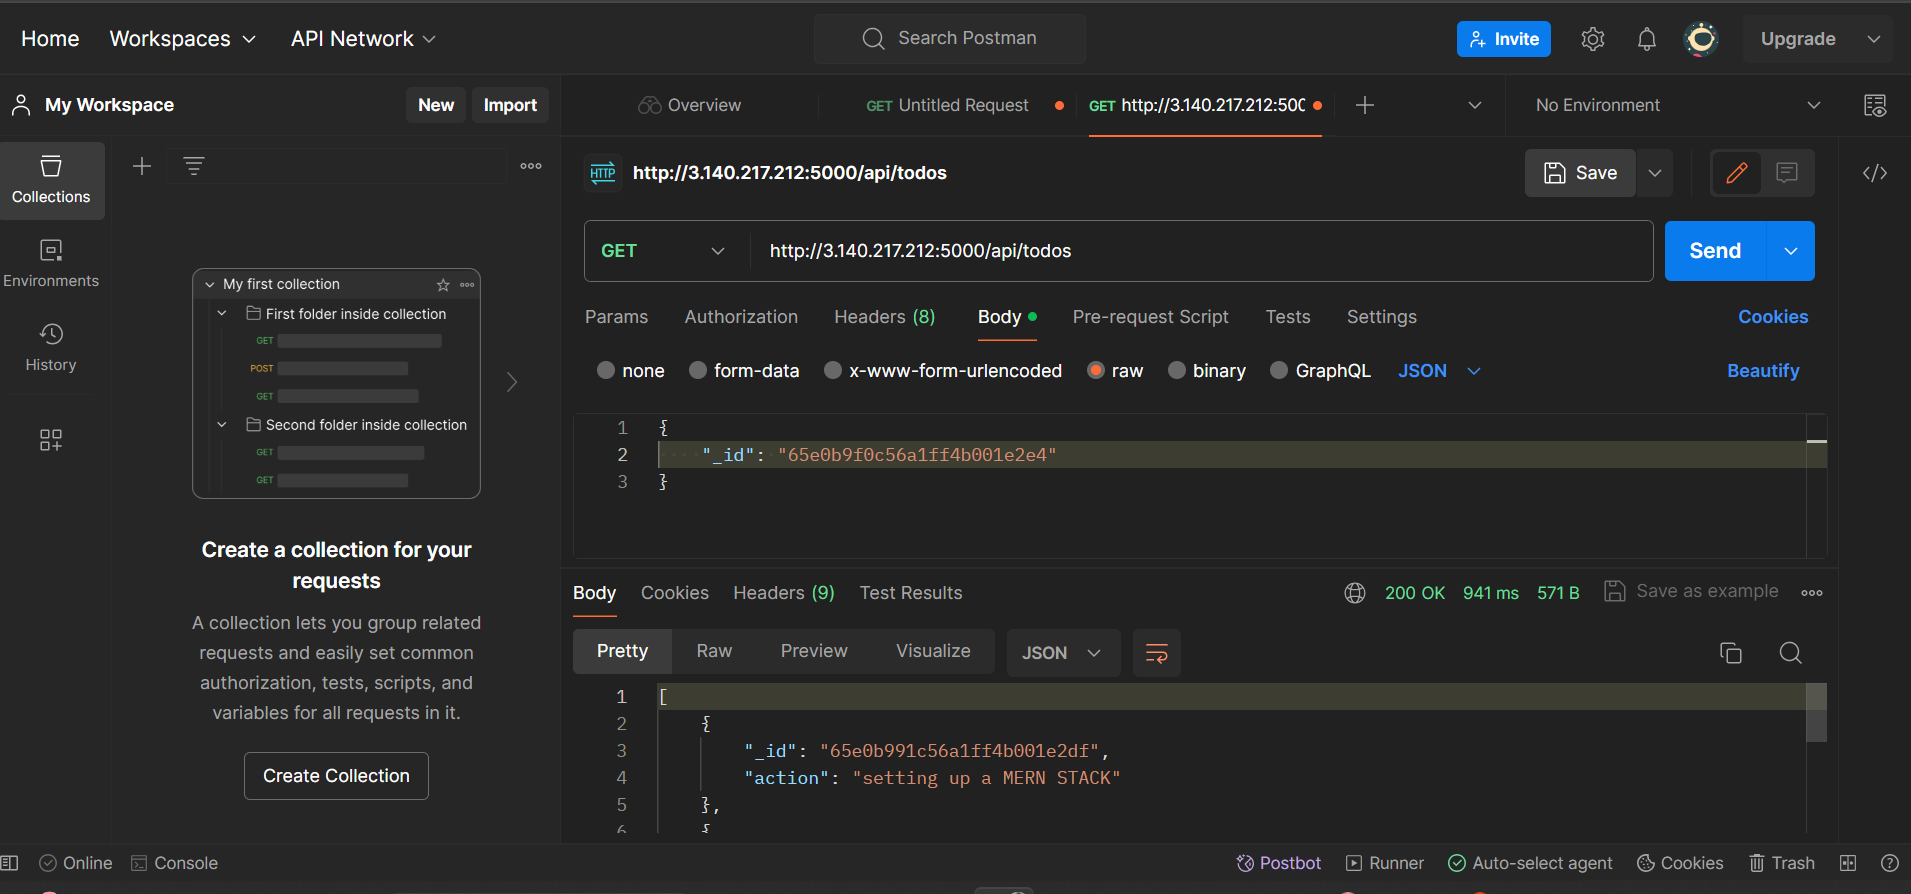 Home Workspaces API Network Search Postman Invite Upgrade
My Workspace New Import Overview GET Untitled Request GET http://3.140.217.212:500 No Environment
Collections
Environments
History
My first collection
First folder inside collection
GET
POST
GET
Second folder inside collection
GET
GET
Create a collection for your
requests
A collection lets you group related
requests and easily set common
authorization, tests, scripts, and
variables for all requests in it.
Create Collection
HTTP http://3.140.217.212:5000/api/todos Save
GET http://3.140.217.212:5000/api/todos Send
Params Authorization Headers (8) Body Pre-request Script Tests Settings Cookies
none form-data x-www-form-urlencoded raw binary GraphQL JSON Beautify
1 {
2 "_id": "65e0b9f0c56a1ff4b001e2e4"
3 }
Body Cookies Headers (9) Test Results 200 OK 941 ms 571 B Save as example
Pretty Raw Preview Visualize JSON
1 [
2 {
3 "_id": "65e0b991c56a1ff4b001e2df",
4 "action": "setting up a MERN STACK"
5 },
6 {
Online Console Postbot Runner Auto-select agent Cookies Trash